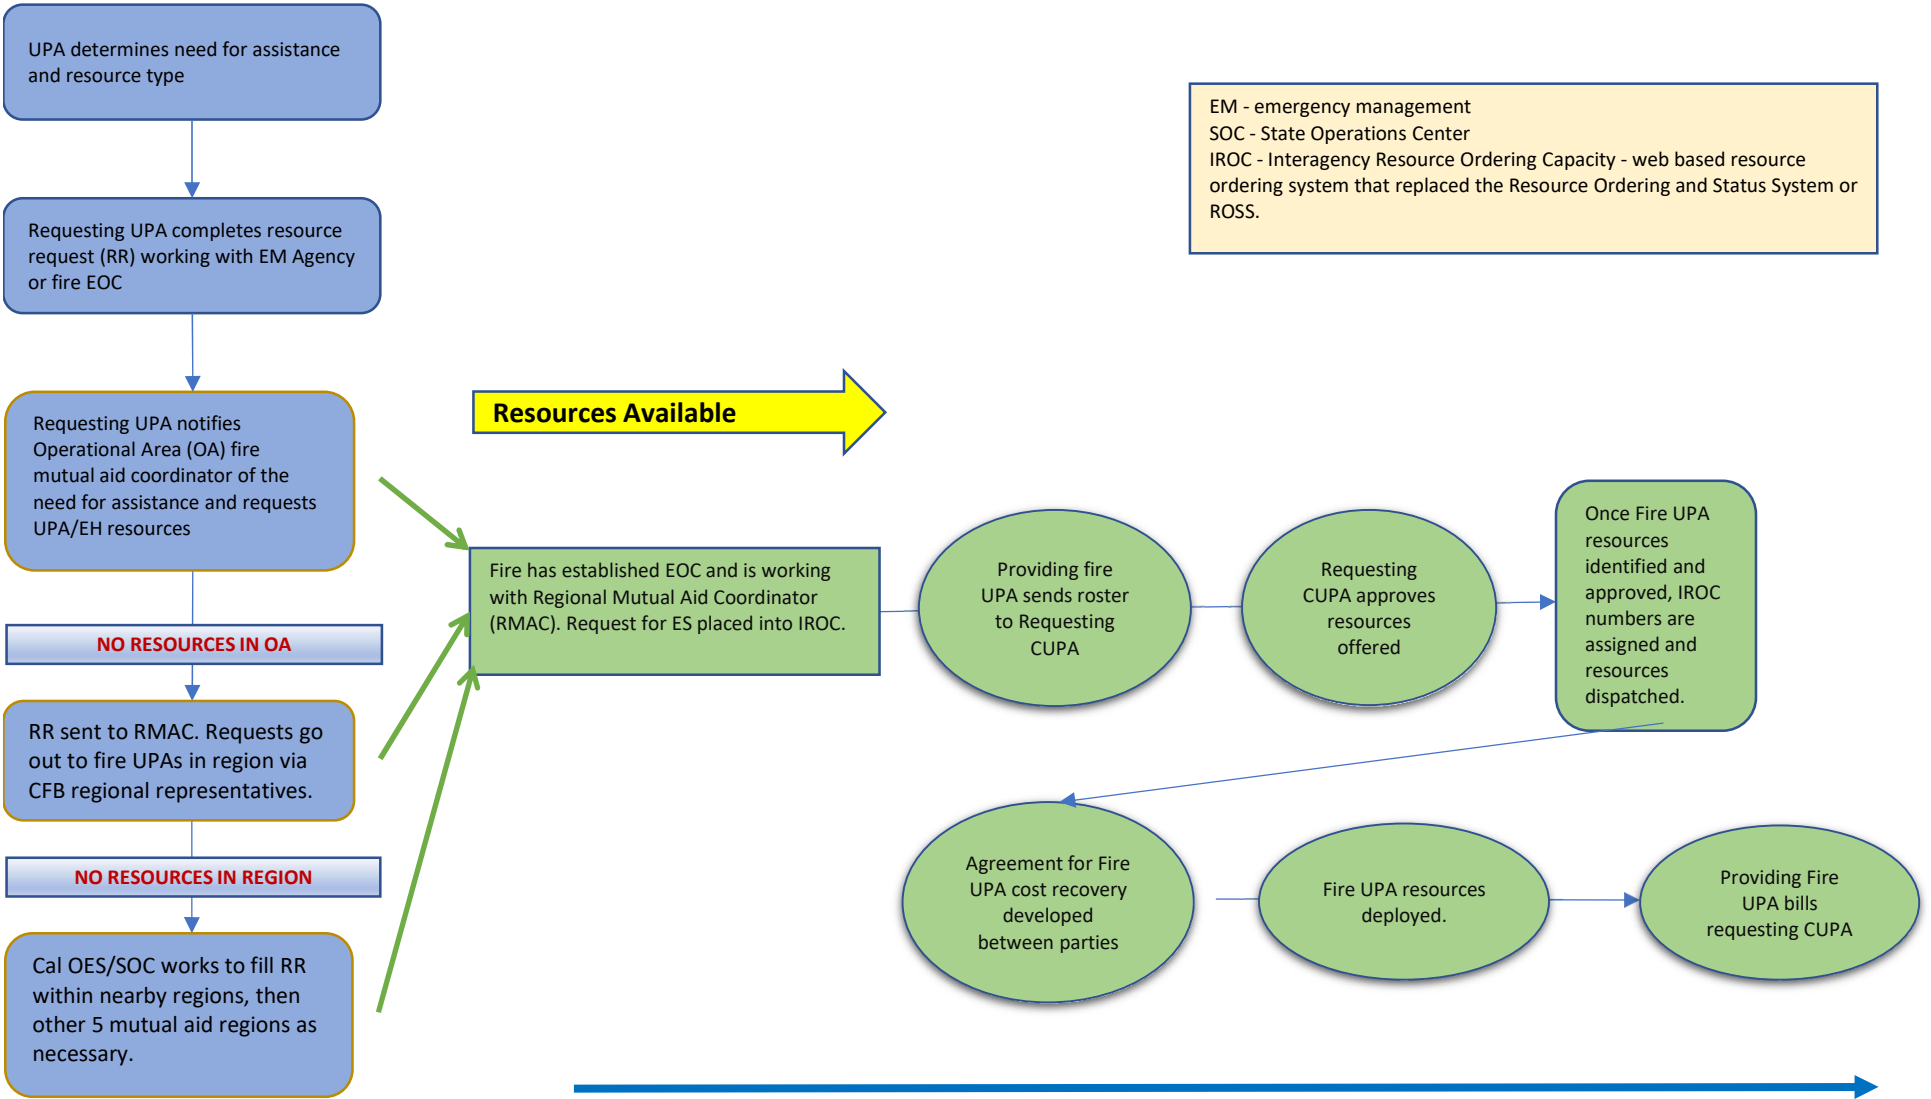 UPA determines need for assistance
and resource type
EM - emergency management
SOC - State Operations Center
IROC - Interagency Resource Ordering Capacity - web based resource
ordering system that replaced the Resource Ordering and Status System or
ROSS.
Requesting UPA completes resource
request (RR) working with EM Agency
or fire EOC
Requesting UPA notifies
Operational Area (OA) fire
mutual aid coordinator of the
need for assistance and requests
UPA/EH resources
NO RESOURCES IN OA
RR sent to RMAC. Requests go
out to fire UPAs in region via
CFB regional representatives.
NO RESOURCES IN REGION
Cal OES/SOC works to fill RR
within nearby regions, then
other 5 mutual aid regions as
necessary.
Resources Available
Fire has established EOC and is working
with Regional Mutual Aid Coordinator
(RMAC). Request for ES placed into IROC.
Providing fire
UPA sends roster
to Requesting
CUPA
Requesting
CUPA approves
resources
offered
Once Fire UPA
resources
identified and
approved, IROC
numbers are
assigned and
resources
dispatched.
Agreement for Fire
UPA cost recovery
developed
between parties
Fire UPA resources
deployed.
Providing Fire
UPA bills
requesting CUPA